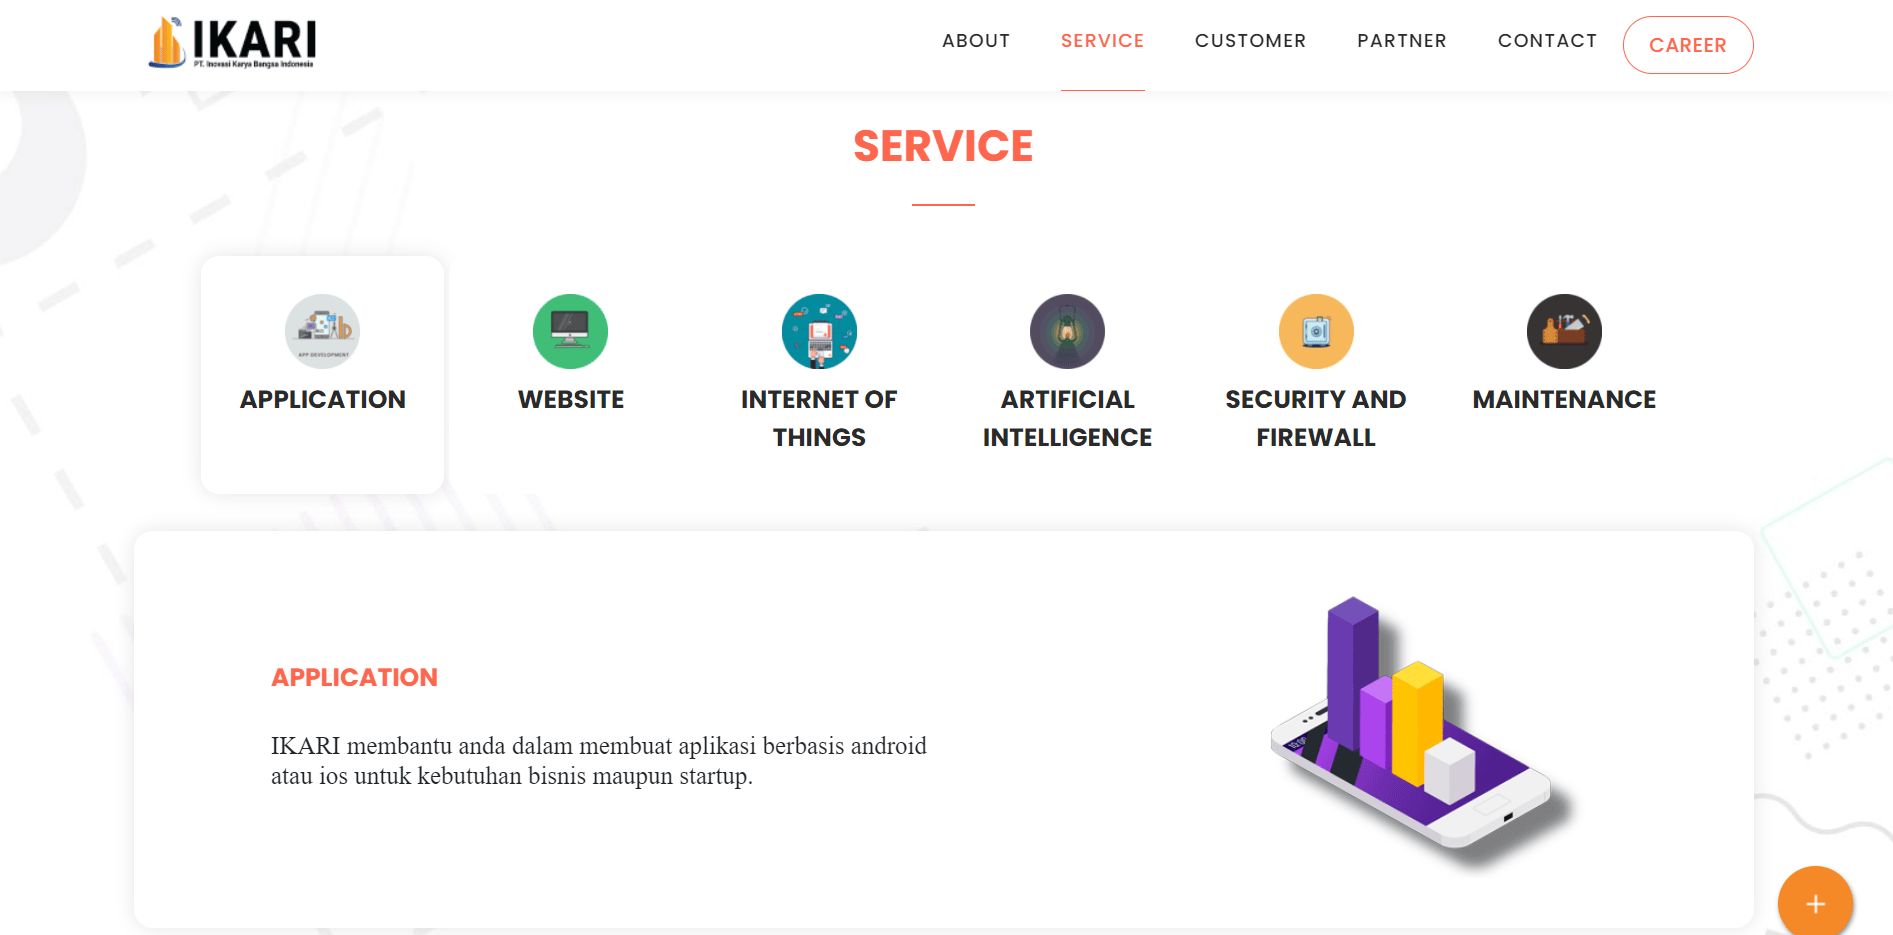 IKARI
PT. Inovasi Karya Bangsa Indonesia
ABOUT
SERVICE
CUSTOMER
PARTNER
CONTACT
CAREER
SERVICE
APP DEVELOPMENT
APPLICATION
WEBSITE
INTERNET OF
THINGS
ARTIFICIAL
INTELLIGENCE
SECURITY AND
FIREWALL
MAINTENANCE
APPLICATION
IKARI membantu anda dalam membuat aplikasi berbasis android
atau ios untuk kebutuhan bisnis maupun startup.
10:00
+